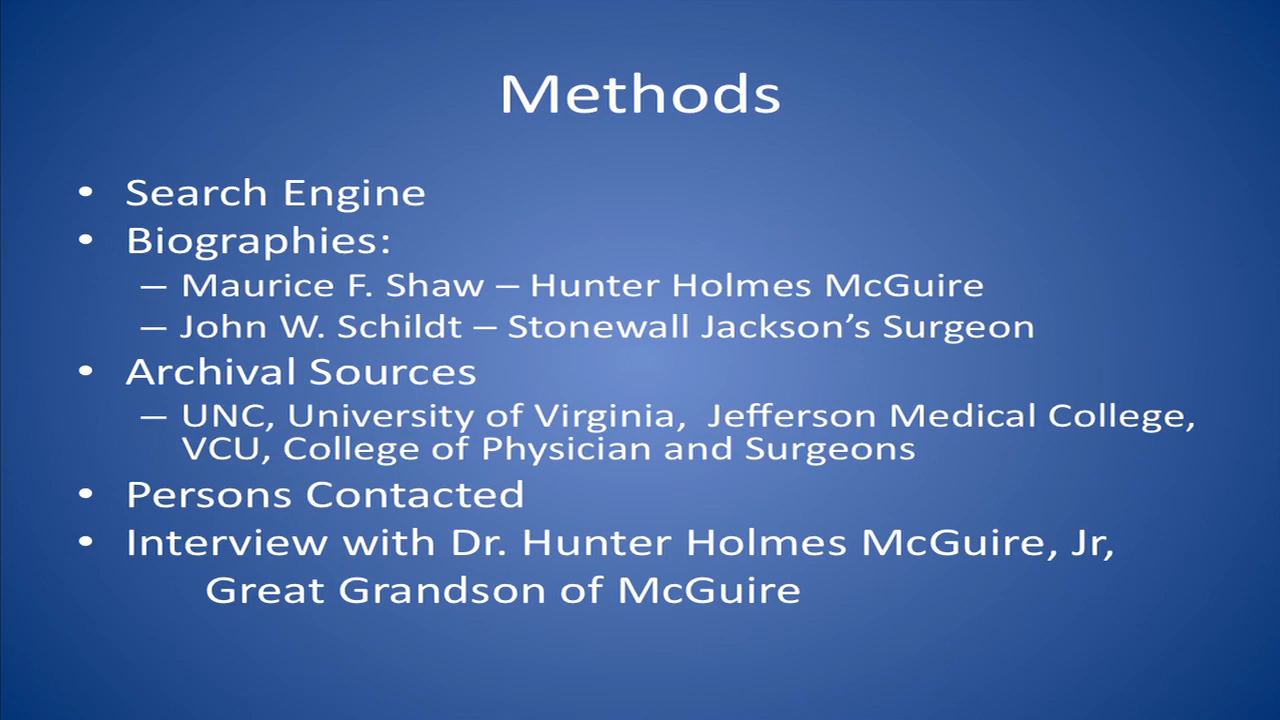 Methods
• Search Engine
• Biographies:
– Maurice F. Shaw – Hunter Holmes McGuire
– John W. Schildt – Stonewall Jackson’s Surgeon
• Archival Sources
– UNC, University of Virginia,  Jefferson Medical College,
VCU, College of Physician and Surgeons
• Persons Contacted
• Interview with Dr. Hunter Holmes McGuire, Jr,
Great Grandson of McGuire